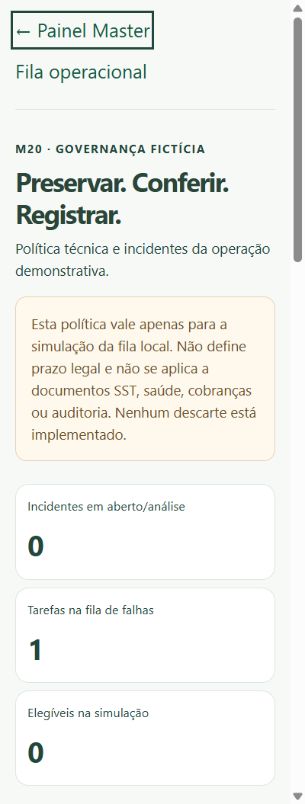 ← Painel Master
Fila operacional
M20 · GOVERNANÇA FICTÍCIA
Preservar. Conferir.
Registrar.
Política técnica e incidentes da operação
demonstrativa.
Esta política vale apenas para a
simulação da fila local. Não define
prazo legal e não se aplica a
documentos SST, saúde, cobranças
ou auditoria. Nenhum descarte está
implementado.
Incidentes em aberto/análise
0
Tarefas na fila de falhas
1
Elegíveis na simulação
0